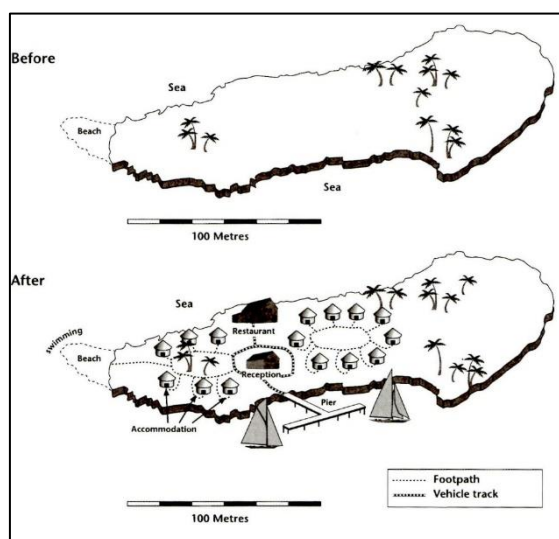 Before
Sea
Beach
Sea
100 Metres
After
Sea
swimming
Restaurant
Beach
Reception
Pier
Accommodation
Footpath
Vehicle track
100 Metres